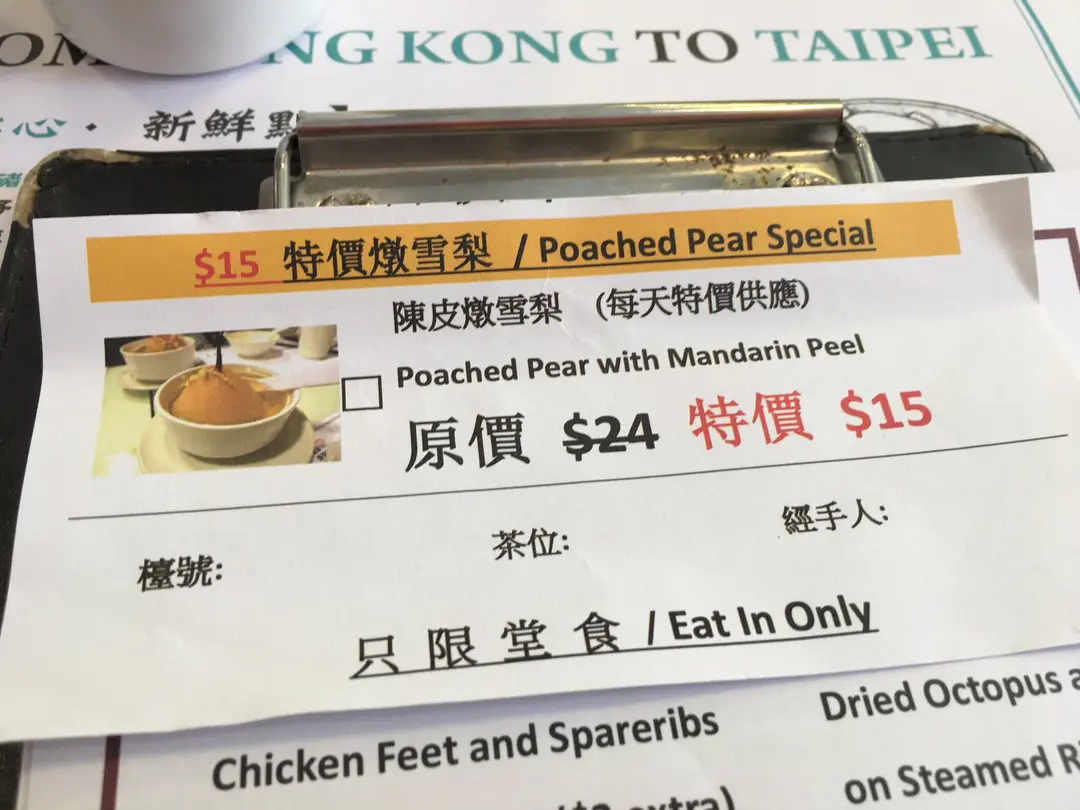 NG KONG TO TAIPEI
心 · 新鮮點
$15 特價燉雪梨 / Poached Pear Special
陳皮燉雪梨 (每天特價供應)
Poached Pear with Mandarin Peel
原價 $24 特價 $15
檯號: 茶位: 經手人:
只限堂食 / Eat In Only
Chicken Feet and Spareribs
Dried Octopus
on Steamed
extra)